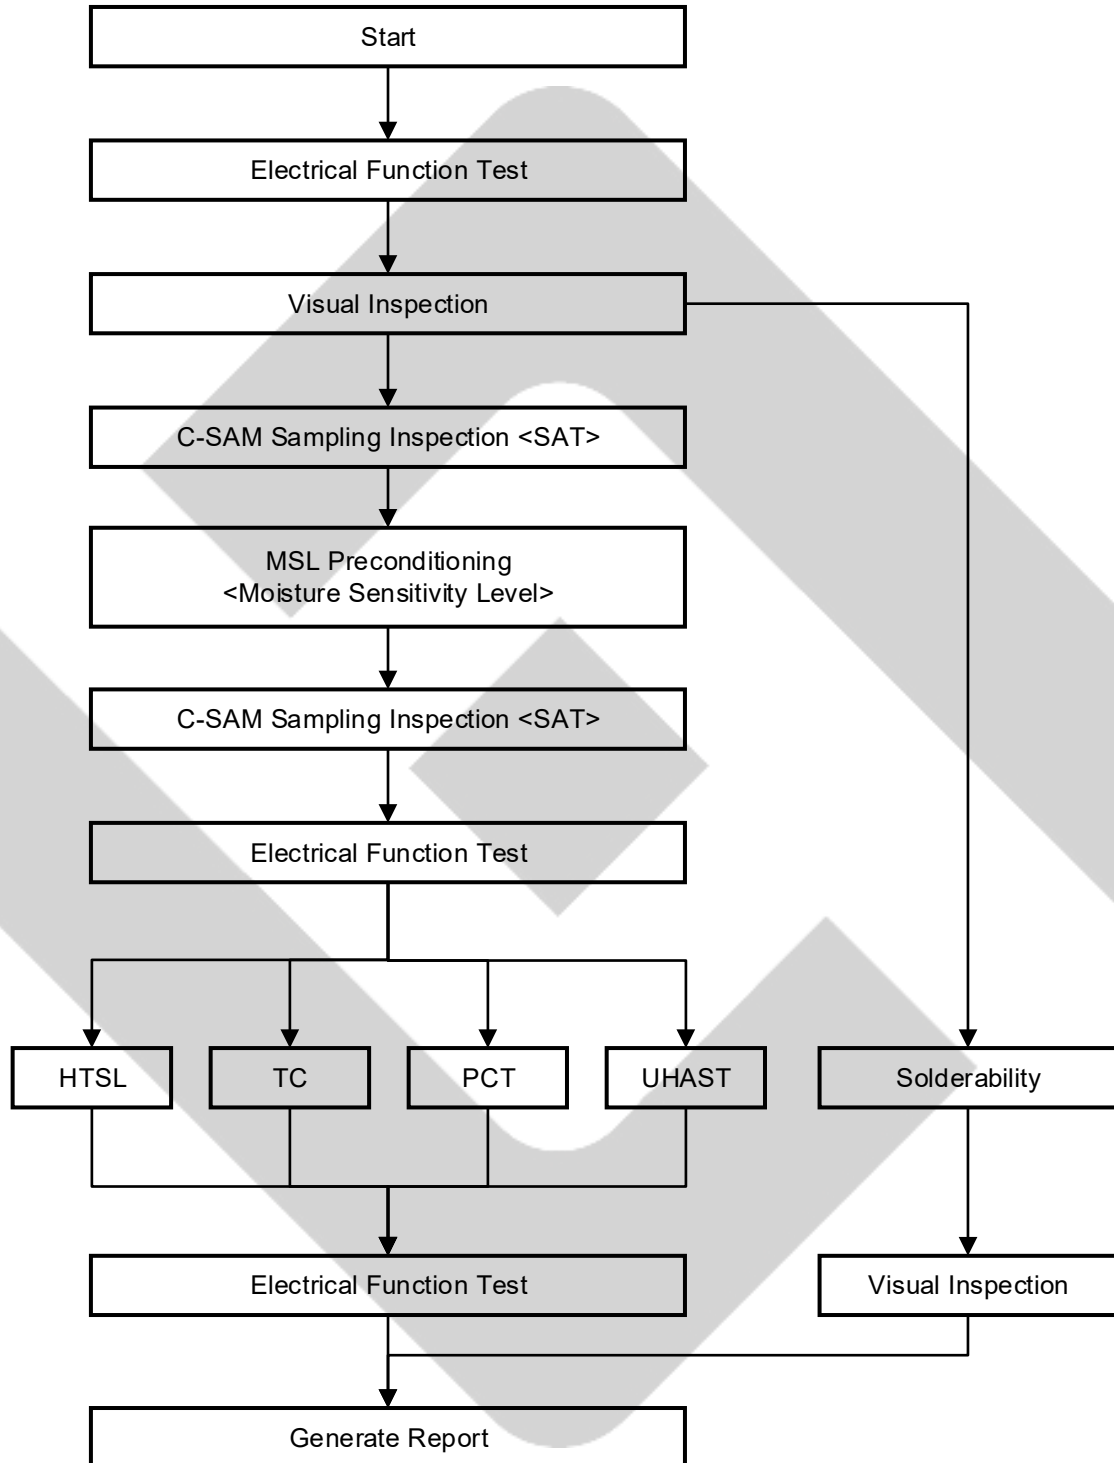 Start
Electrical Function Test
Visual Inspection
C-SAM Sampling Inspection <SAT>
MSL Preconditioning
<Moisture Sensitivity Level>
C-SAM Sampling Inspection <SAT>
Electrical Function Test
HTSL
TC
PCT
UHAST
Solderability
Electrical Function Test
Visual Inspection
Generate Report